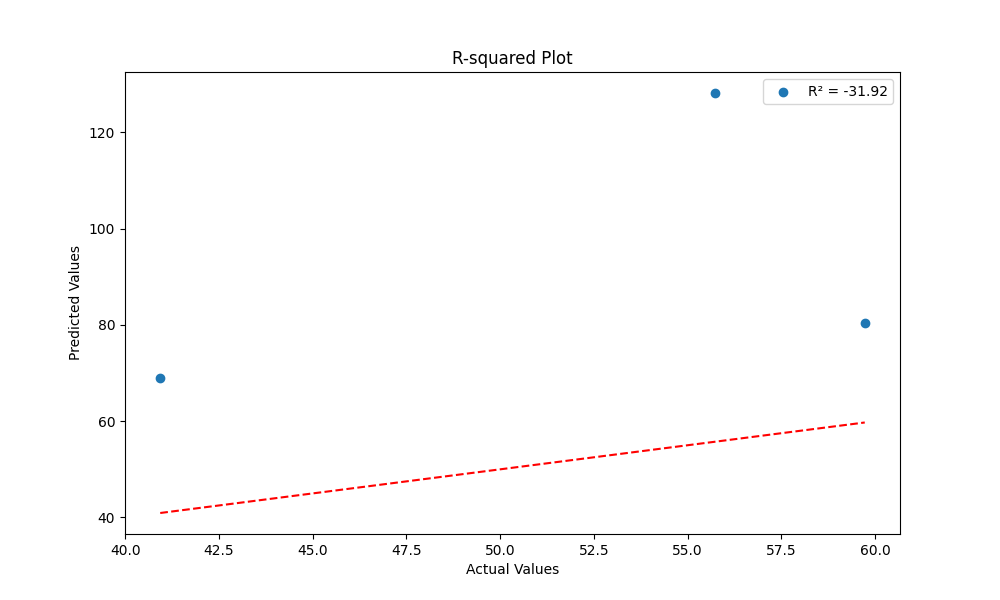 R-squared Plot
R² = -31.92
120
100
80
60
40
Predicted Values
40.0 42.5 45.0 47.5 50.0 52.5 55.0 57.5 60.0
Actual Values